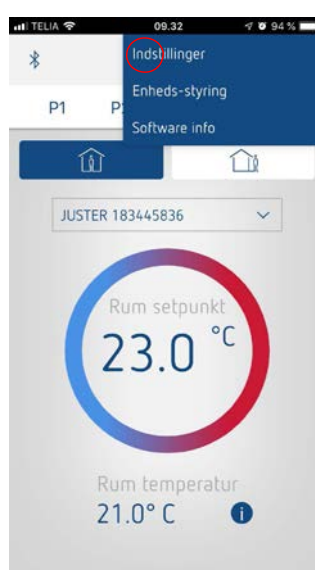 TELIA 09.32 94 %
Indstillinger
Enheds-styring
P1 P
Software info
JUSTER 183445836
Rum setpunkt
23.0 °C
Rum temperatur
21.0° C i